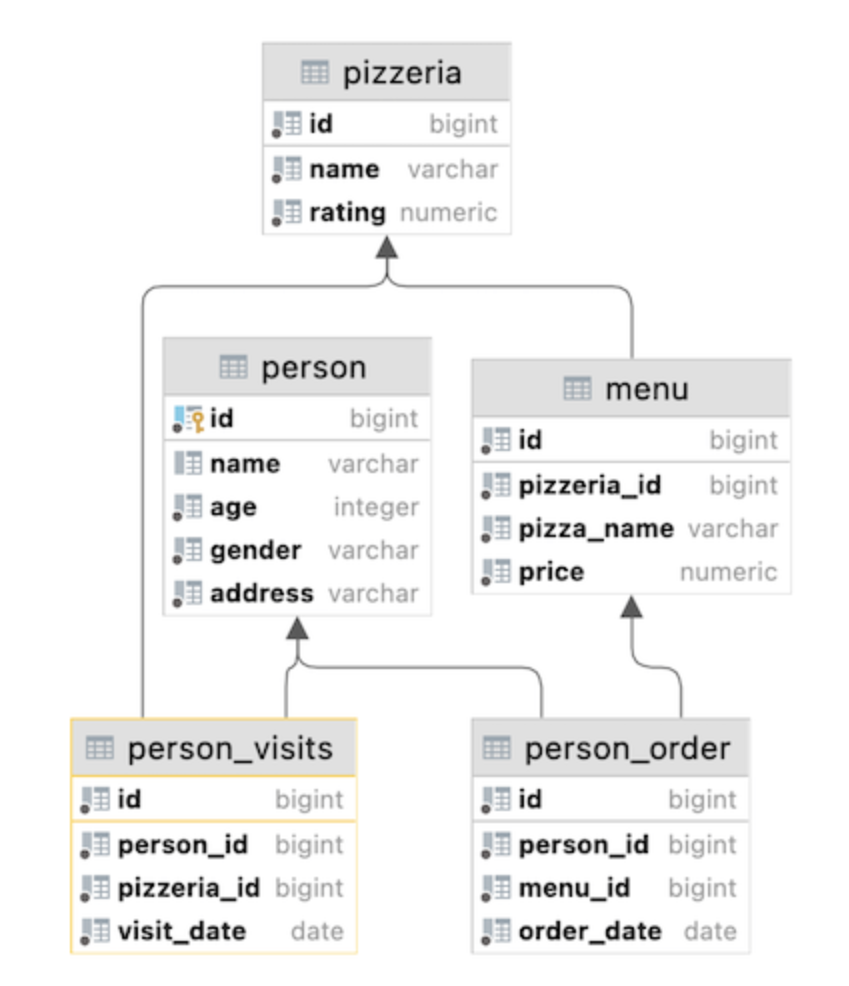 pizzeria
id bigint
name varchar
rating numeric
person
id bigint
name varchar
age integer
gender varchar
address varchar
menu
id bigint
pizzeria_id bigint
pizza_name varchar
price numeric
person_visits
id bigint
person_id bigint
pizzeria_id bigint
visit_date date
person_order
id bigint
person_id bigint
menu_id bigint
order_date date